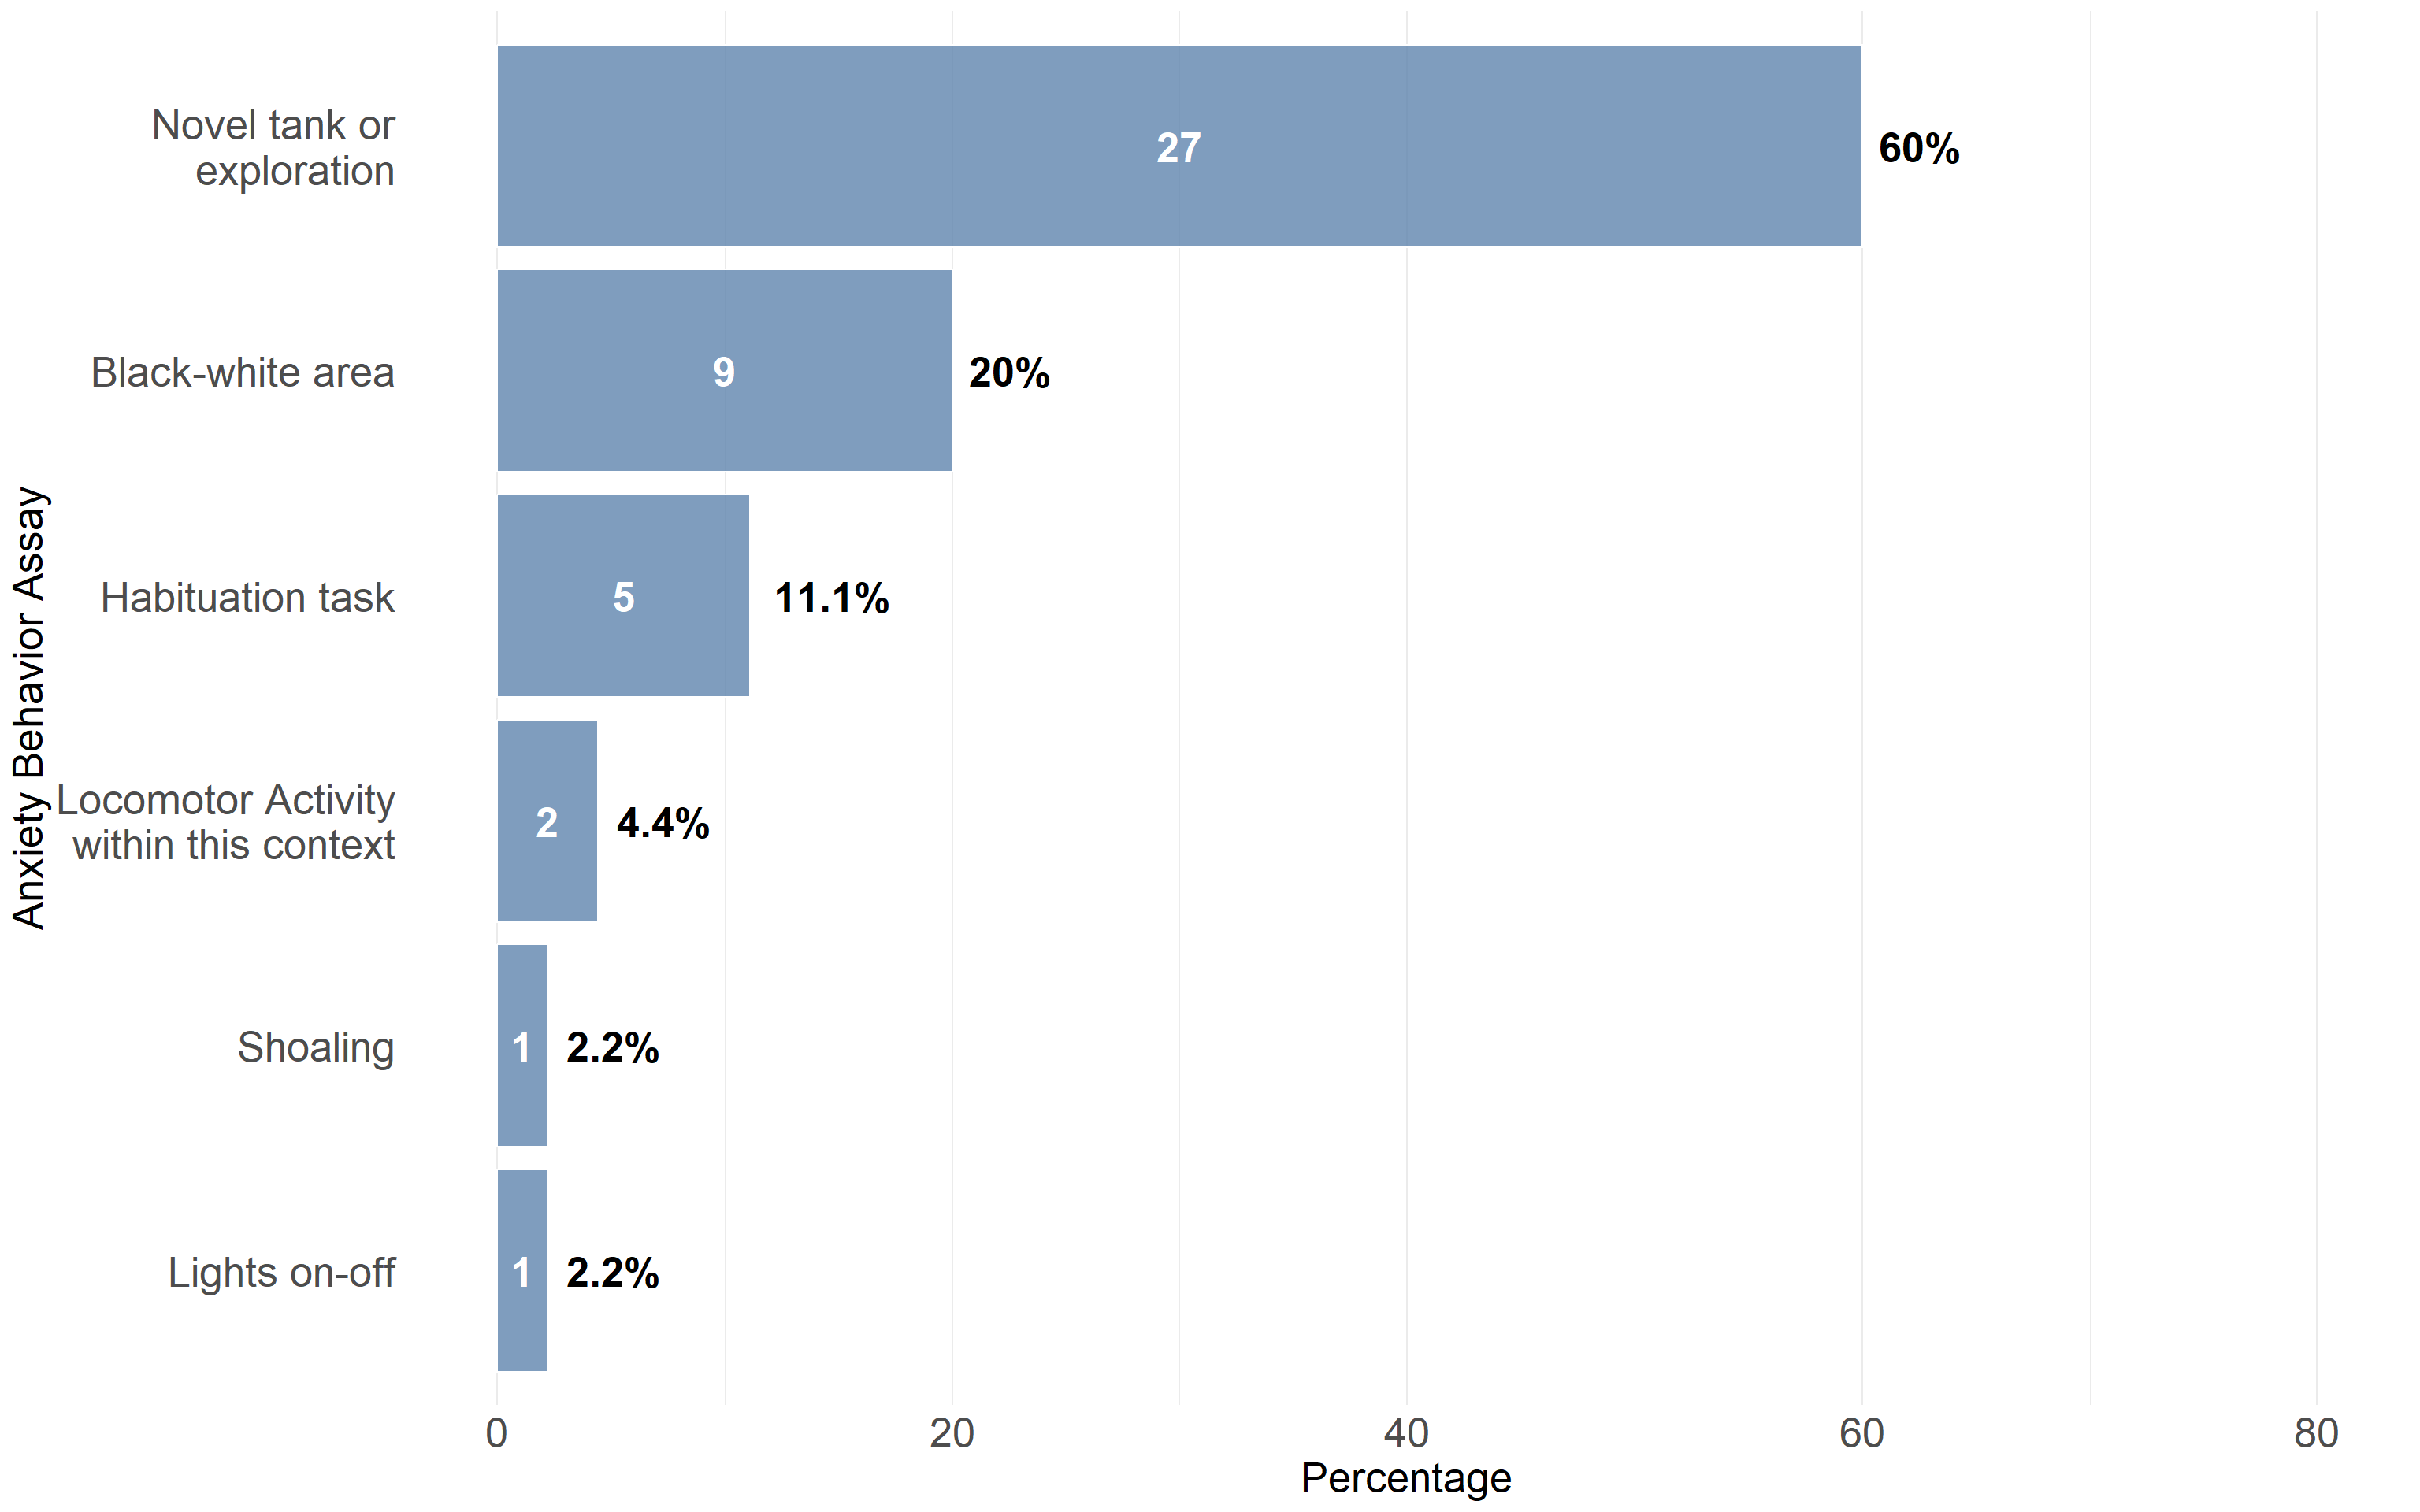 Anxiety Behavior Assay
Novel tank or
exploration
27
60%
Black-white area
9
20%
Habituation task
5
11.1%
Locomotor Activity
within this context
2
4.4%
Shoaling
1
2.2%
Lights on-off
1
2.2%
0
20
40
60
80
Percentage